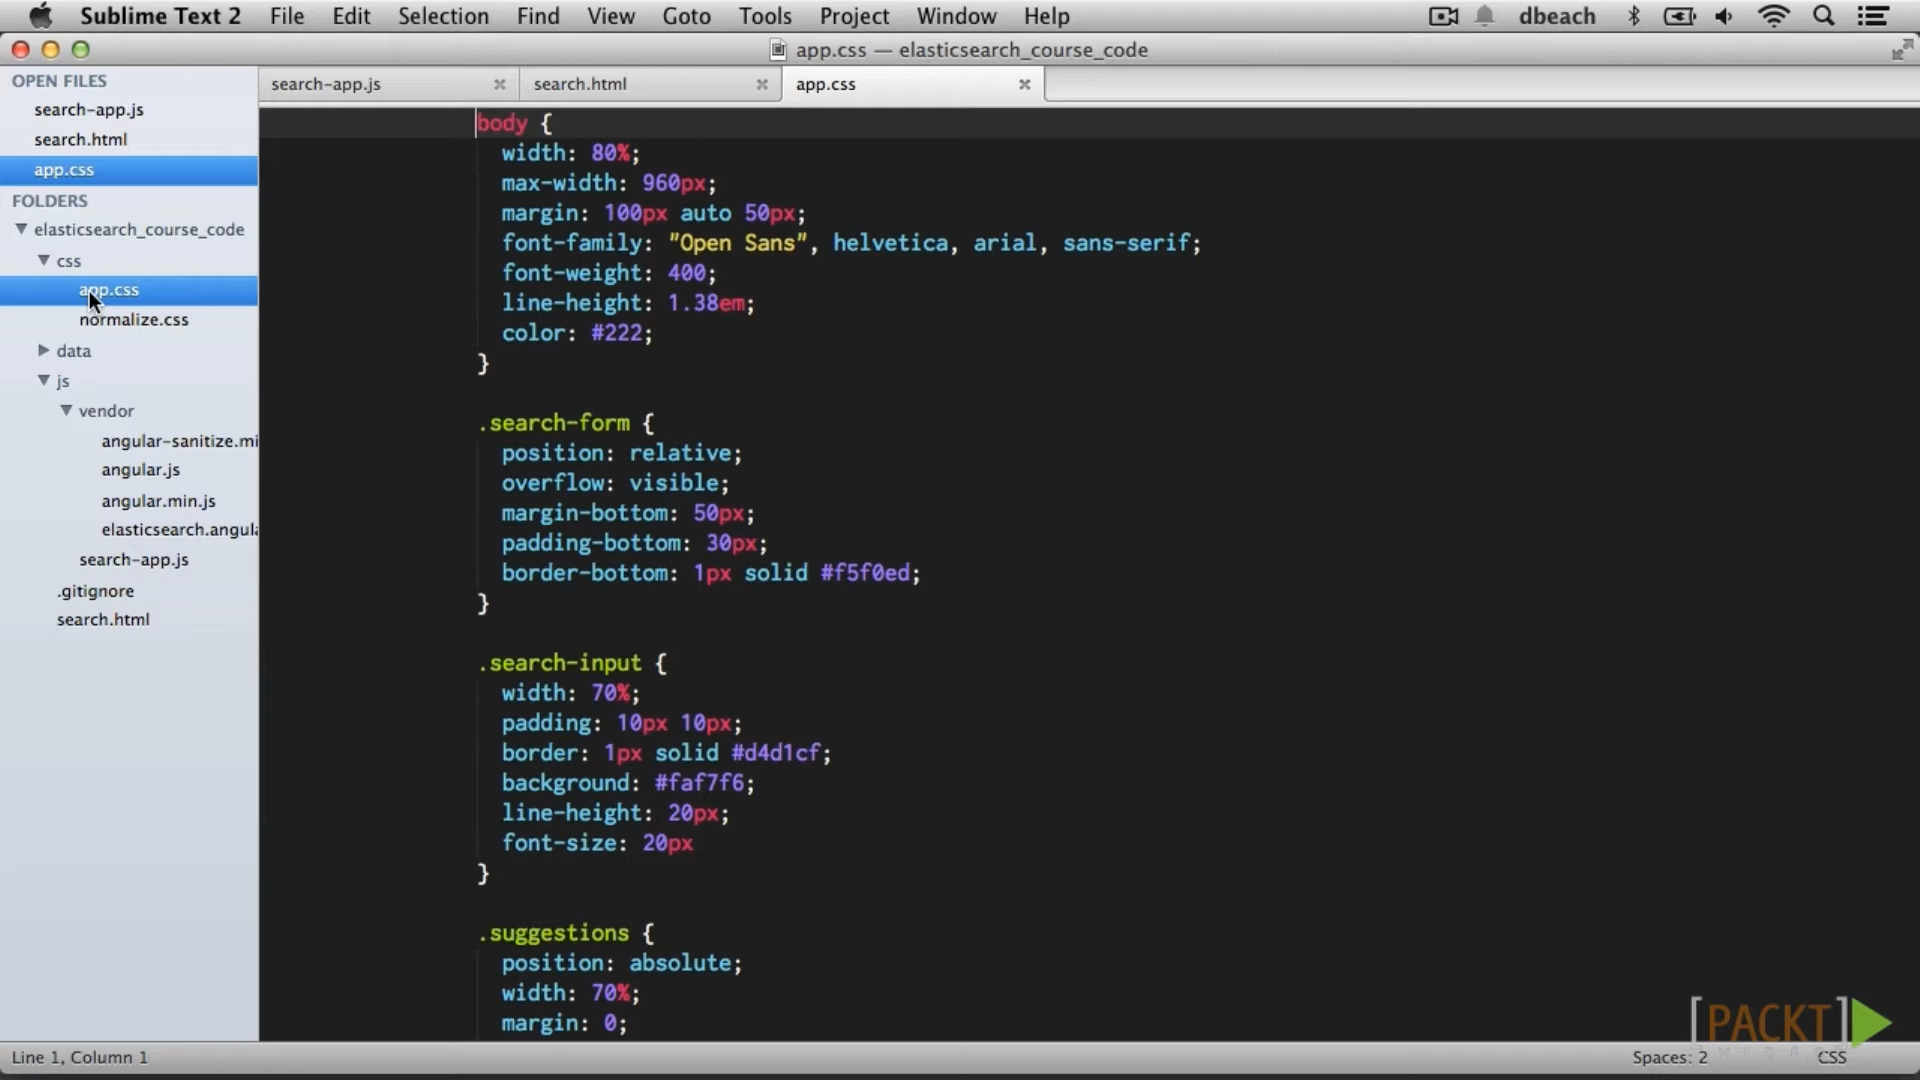 Sublime Text 2 File Edit Selection Find View Goto Tools Project Window Help dbeach
app.css — elasticsearch_course_code
OPEN FILES
search-app.js
search.html
app.css
FOLDERS
elasticsearch_course_code
css
app.css
normalize.css
data
js
vendor
angular-sanitize.mi
angular.js
angular.min.js
elasticsearch.angula
search-app.js
.gitignore
search.html
search-app.js search.html app.css
body {
width: 80%;
max-width: 960px;
margin: 100px auto 50px;
font-family: "Open Sans", helvetica, arial, sans-serif;
font-weight: 400;
line-height: 1.38em;
color: #222;
}
.search-form {
position: relative;
overflow: visible;
margin-bottom: 50px;
padding-bottom: 30px;
border-bottom: 1px solid #f5f0ed;
}
.search-input {
width: 70%;
padding: 10px 10px;
border: 1px solid #d4d1cf;
background: #faf7f6;
line-height: 20px;
font-size: 20px
}
.suggestions {
position: absolute;
width: 70%;
margin: 0;
[PACKT]
Line 1, Column 1 Spaces: 2 CSS